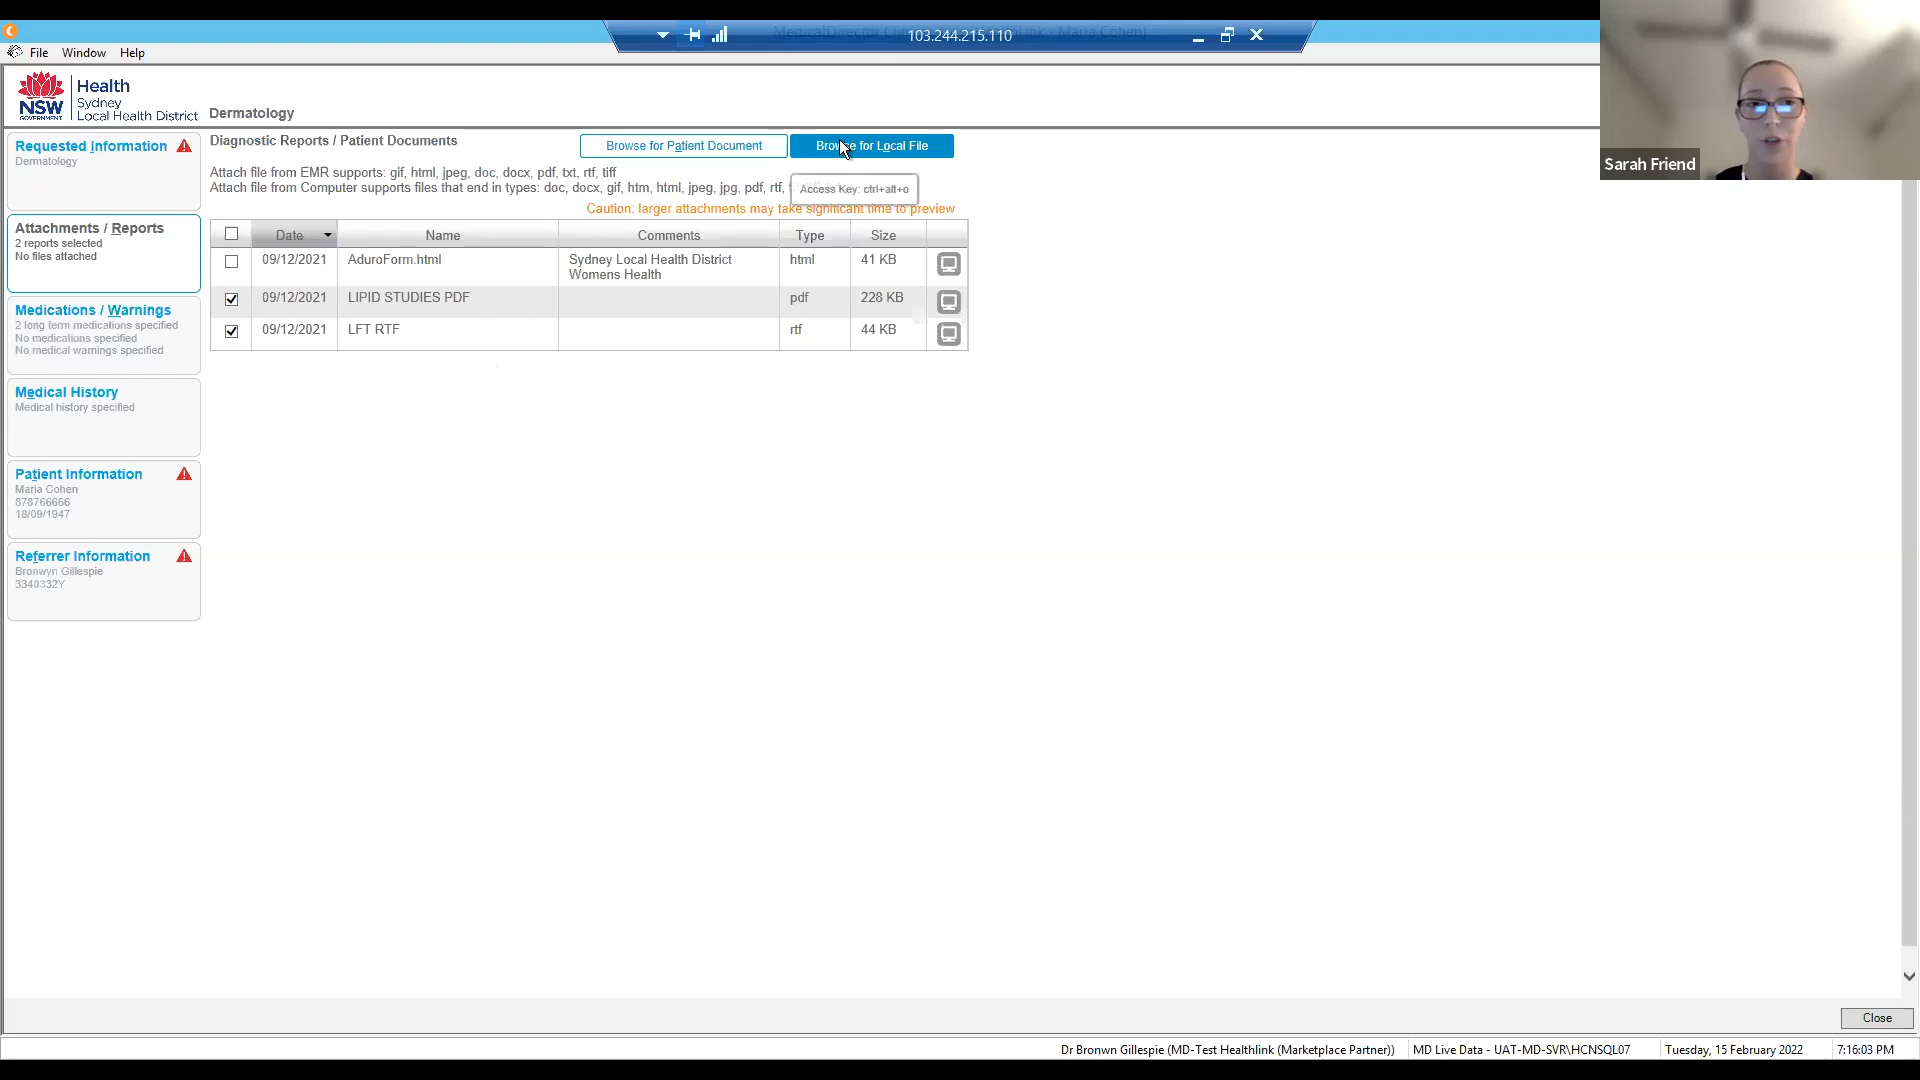 103.244.215.110
File Window Help
NSW
GOVERNMENT
Health
Sydney
Local Health District
Dermatology
Sarah Friend
Requested Information
Dermatology
Attachments / Reports
2 reports selected
No files attached
Medications / Warnings
2 long term medications specified
No medications specified
No medical warnings specified
Medical History
Medical history specified
Patient Information
Maria Cohen
878766666
18/09/1947
Referrer Information
Bronwyn Gillespie
3340332Y
Diagnostic Reports / Patient Documents
Browse for Patient Document
Browse for Local File
Attach file from EMR supports: gif, html, jpeg, doc, docx, pdf, txt, rtf, tiff
Attach file from Computer supports files that end in types: doc, docx, gif, htm, html, jpeg, jpg, pdf, rtf,
Access Key: ctrl+alt+o
Caution: larger attachments may take significant time to preview
Date Name Comments Type Size
09/12/2021 AduroForm.html Sydney Local Health District html 41 KB
Womens Health
09/12/2021 LIPID STUDIES PDF pdf 228 KB
09/12/2021 LFT RTF rtf 44 KB
Close
Dr Bronwn Gillespie (MD-Test Healthlink (Marketplace Partner)) MD Live Data - UAT-MD-SVR\HCNSQL07 Tuesday, 15 February 2022 7:16:03 PM